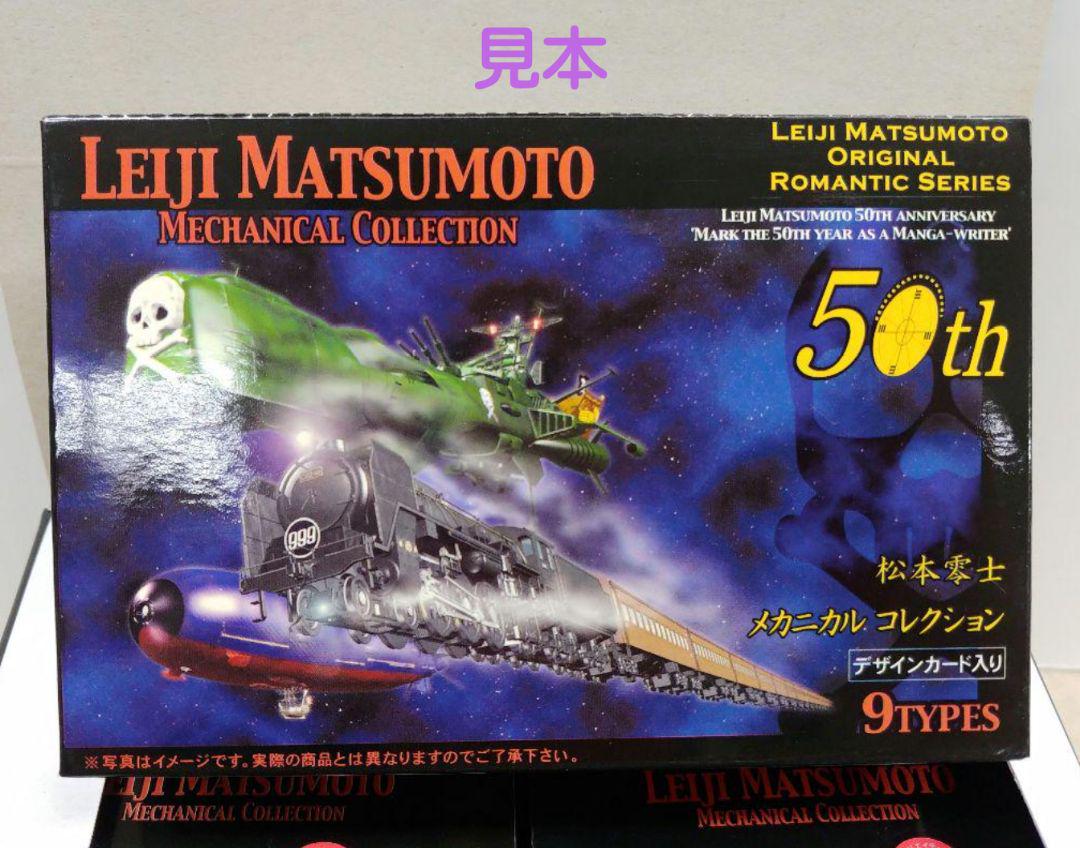 見本
LEIJI MATSUMOTO
MECHANICAL COLLECTION
LEIJI MATSUMOTO
ORIGINAL
ROMANTIC SERIES
LEIJI MATSUMOTO 50TH ANNIVERSARY
'MARK THE 50TH YEAR AS A MANGA-WRITER'
50th
999
松本零士
メカニカル コレクション
デザインカード入り
9TYPES
※写真はイメージです。実際の商品とは異なりますのでご了承下さい。
LEIJI MATSUMOTO
MECHANICAL COLLECTION
LEIJI MATSUMOTO
MECHANICAL COLLECTION